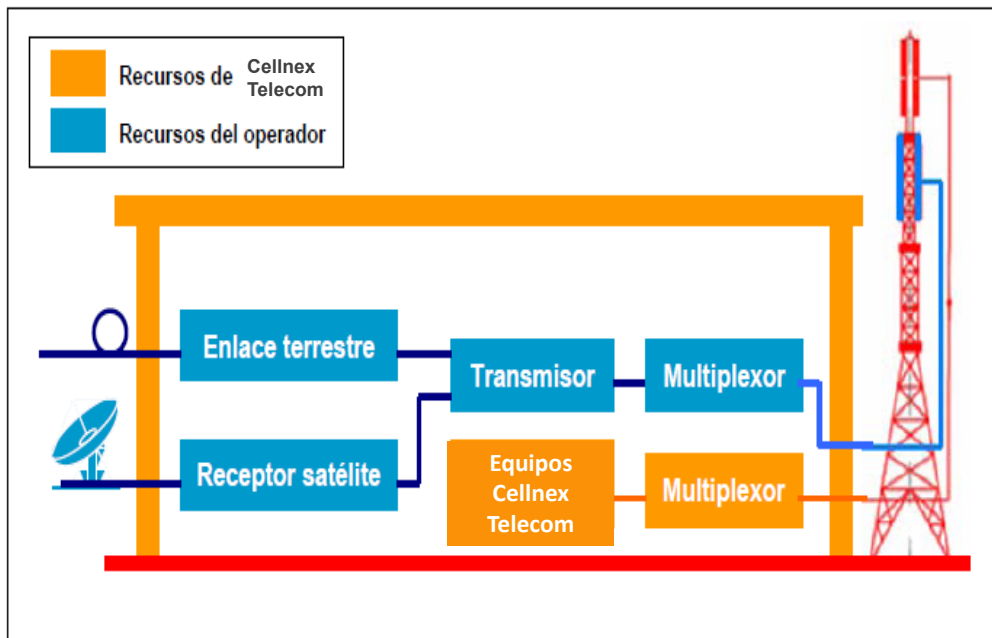 Recursos de Cellnex
Telecom
Recursos del operador
Enlace terrestre
Transmisor
Multiplexor
Receptor satélite
Equipos
Cellnex
Telecom
Multiplexor